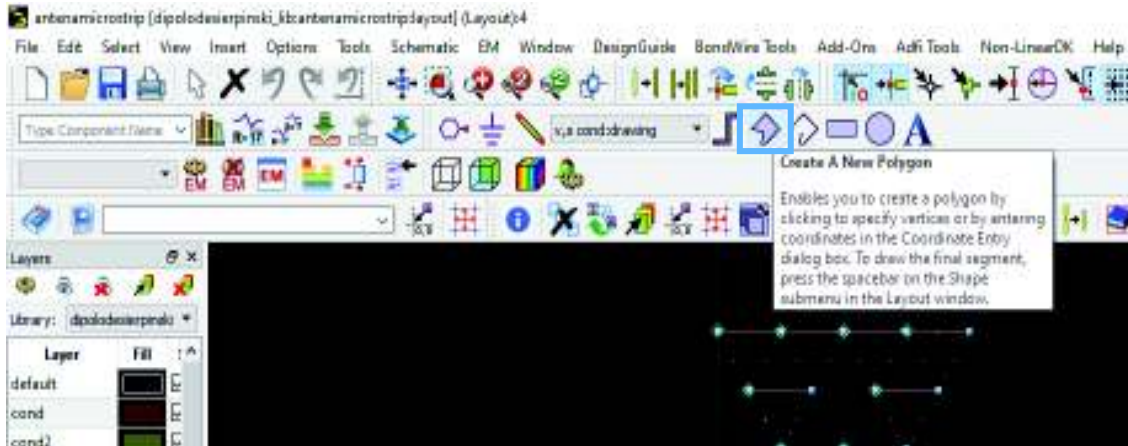 antenamicrostrip [dipolodesierpinski_lib:antenamicrostrip:layout] (Layout):4
File Edit Select View Insert Options Tools Schematic EM Window DesignGuide BondWire Tools Add-Ons Adfi Tools Non-LinearDK Help
Type Component Name v,s cond:drawing A
EM EM EM
Create A New Polygon
Enables you to create a polygon by
clicking to specify vertices or by entering
coordinates in the Coordinate Entry
dialog box. To draw the final segment,
press the spacebar on the Shape
submenu in the Layout window.
Layers
Library: dipolodesierpinski
Layer Fill
default
cond
cond2